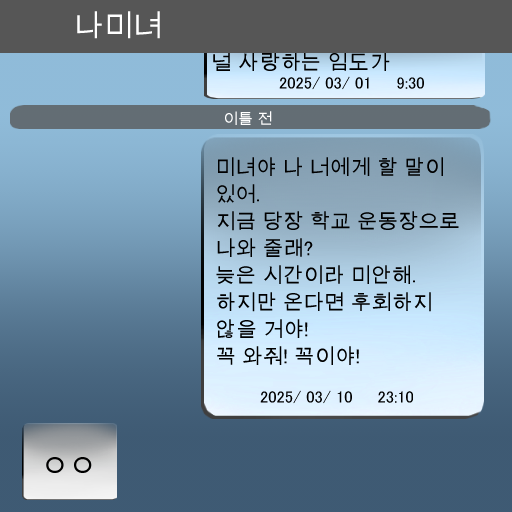 나미녀
널 사랑하는 임도가
2025/ 03/ 01 9:30
이틀 전
미녀야 나 너에게 할 말이
있어.
지금 당장 학교 운동장으로
나와 줄래?
늦은 시간이라 미안해.
하지만 온다면 후회하지
않을 거야!
꼭 와줘! 꼭이야!
2025/ 03/ 10 23:10
ㅇㅇ